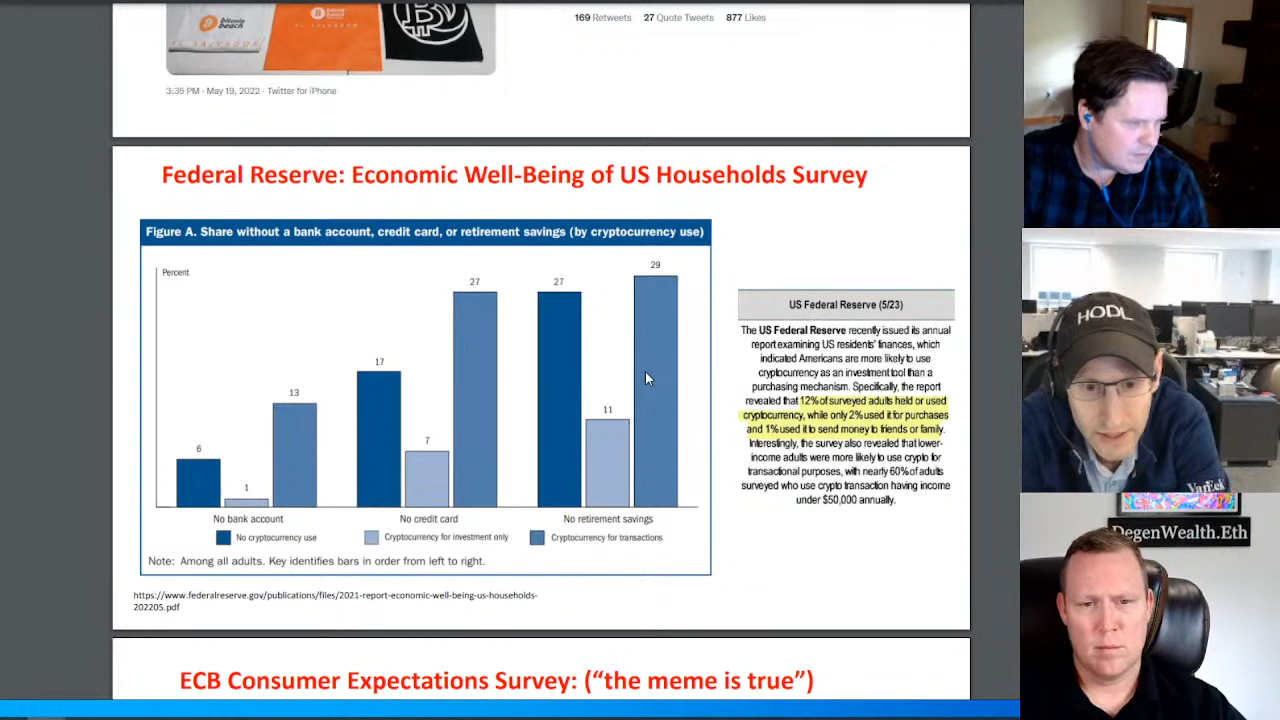 bitcoin
beach
EL SALVADOR
169 Retweets 27 Quote Tweets 877 Likes
3:35 PM · May 19, 2022 · Twitter for iPhone
Federal Reserve: Economic Well-Being of US Households Survey
Figure A. Share without a bank account, credit card, or retirement savings (by cryptocurrency use)
Percent
6
1
13
17
7
27
27
11
29
No bank account
No credit card
No retirement savings
No cryptocurrency use
Cryptocurrency for investment only
Cryptocurrency for transactions
Note: Among all adults. Key identifies bars in order from left to right.
https://www.federalreserve.gov/publications/files/2021-report-economic-well-being-us-households-
202205.pdf
US Federal Reserve (5/23)
The US Federal Reserve recently issued its annual
report examining US residents' finances, which
indicated Americans are more likely to use
cryptocurrency as an investment tool than a
purchasing mechanism. Specifically, the report
revealed that 12% of surveyed adults held or used
cryptocurrency, while only 2% used it for purchases
and 1% used it to send money to friends or family.
Interestingly, the survey also revealed that lower-
income adults were more likely to use crypto for
transactional purposes, with nearly 60% of adults
surveyed who use crypto transaction having income
under $50,000 annually.
ECB Consumer Expectations Survey: ("the meme is true")
HODL
VanEck
DegenWealth.Eth